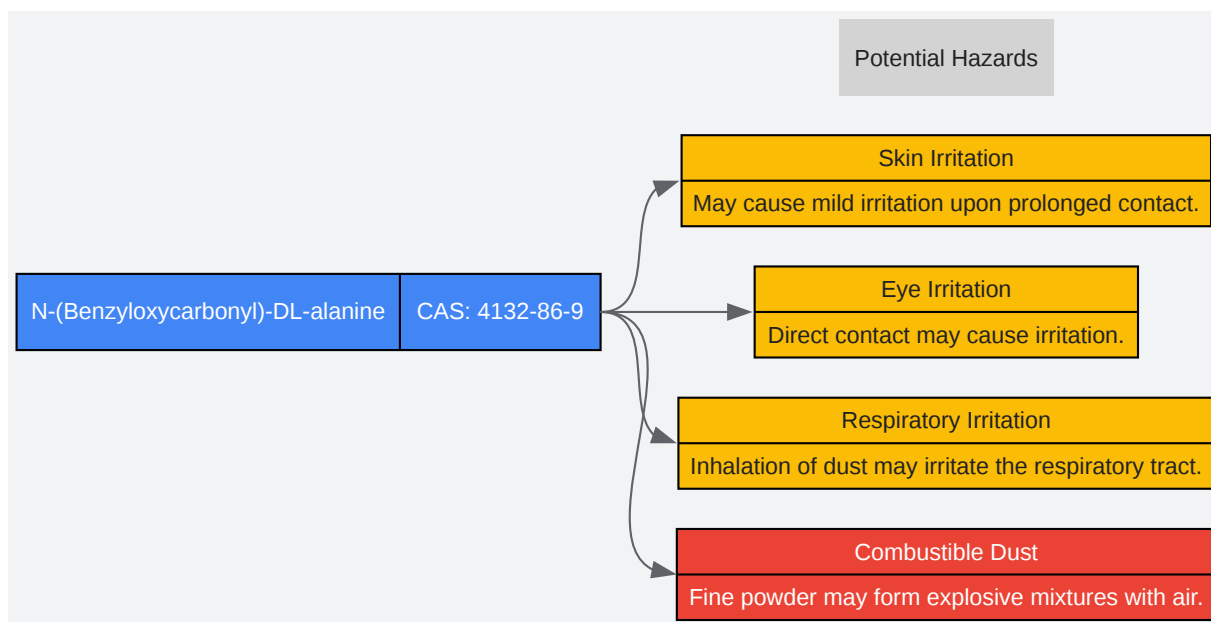 Potential Hazards
Skin Irritation
May cause mild irritation upon prolonged contact.
N-(Benzyloxycarbonyl)-DL-alanine
CAS: 4132-86-9
Eye Irritation
Direct contact may cause irritation.
Respiratory Irritation
Inhalation of dust may irritate the respiratory tract.
Combustible Dust
Fine powder may form explosive mixtures with air.